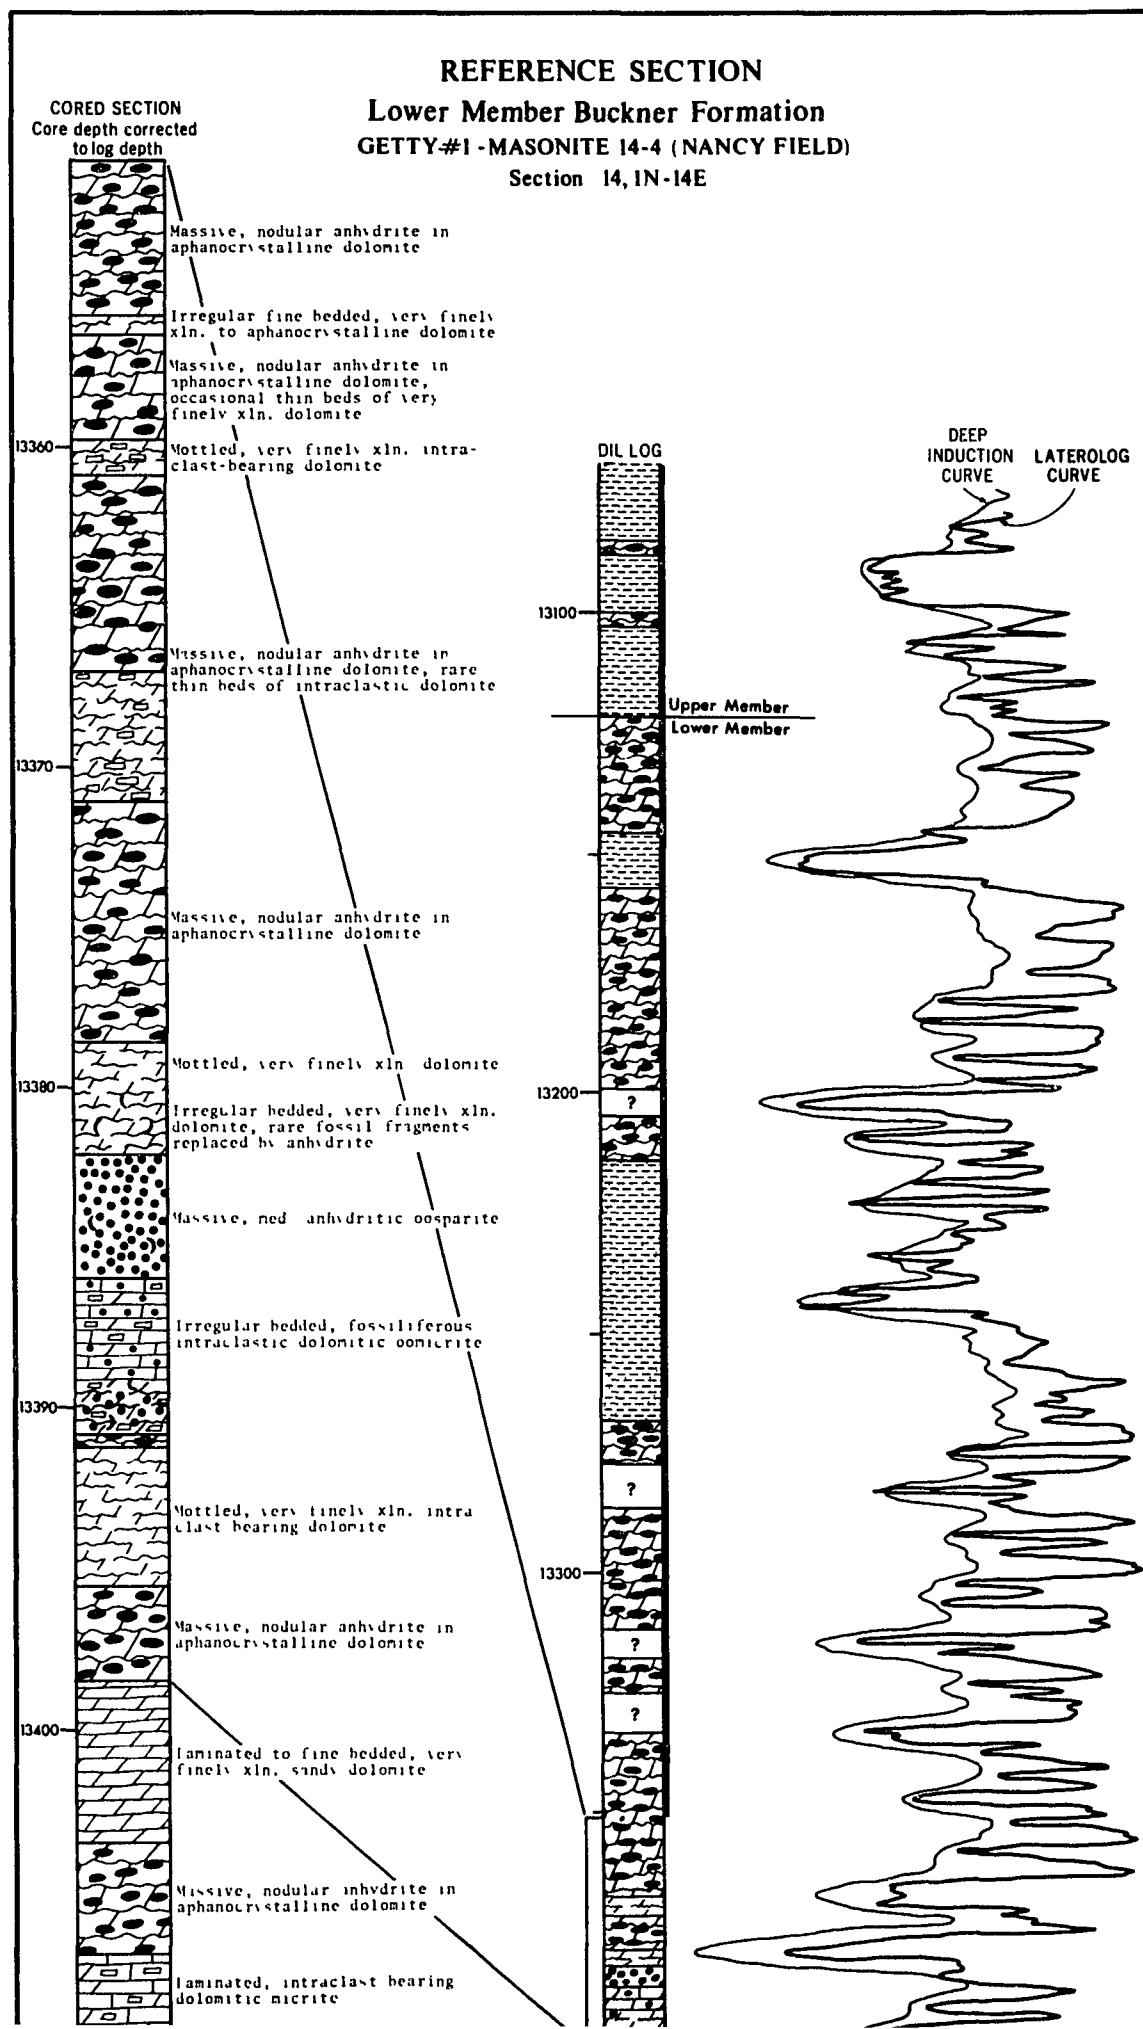 REFERENCE SECTION
Lower Member Buckner Formation
GETTY #1 - MASONITE 14-4 (NANCY FIELD)
Section 14, 1N-14E
CORED SECTION
Core depth corrected
to log depth
Massive, nodular anhydrite in
aphanocrystalline dolomite
Irregular fine bedded, very finely
xln. to aphanocrystalline dolomite
Massive, nodular anhydrite in
aphanocrystalline dolomite,
occasional thin beds of very
finely xln. dolomite
13360
Mottled, very finely xln. intra-
clast-bearing dolomite
Massive, nodular anhydrite in
aphanocrystalline dolomite, rare
thin beds of intraclastic dolomite
13370
Massive, nodular anhydrite in
aphanocrystalline dolomite
Mottled, very finely xln dolomite
13380
Irregular bedded, very finely xln.
dolomite, rare fossil fragments
replaced by anhydrite
Massive, med anhydritic oosparite
Irregular bedded, fossiliferous
intraclastic dolomitic oomicrite
13390
Mottled, very finely xln. intra
clast bearing dolomite
Massive, nodular anhydrite in
aphanocrystalline dolomite
13400
Laminated to fine bedded, very
finely xln. sandy dolomite
Massive, nodular anhydrite in
aphanocrystalline dolomite
Laminated, intraclast bearing
dolomitic micrite
DIL LOG
13100
Upper Member
Lower Member
13200
?
?
13300
?
?
DEEP
INDUCTION
CURVE
LATEROLOG
CURVE